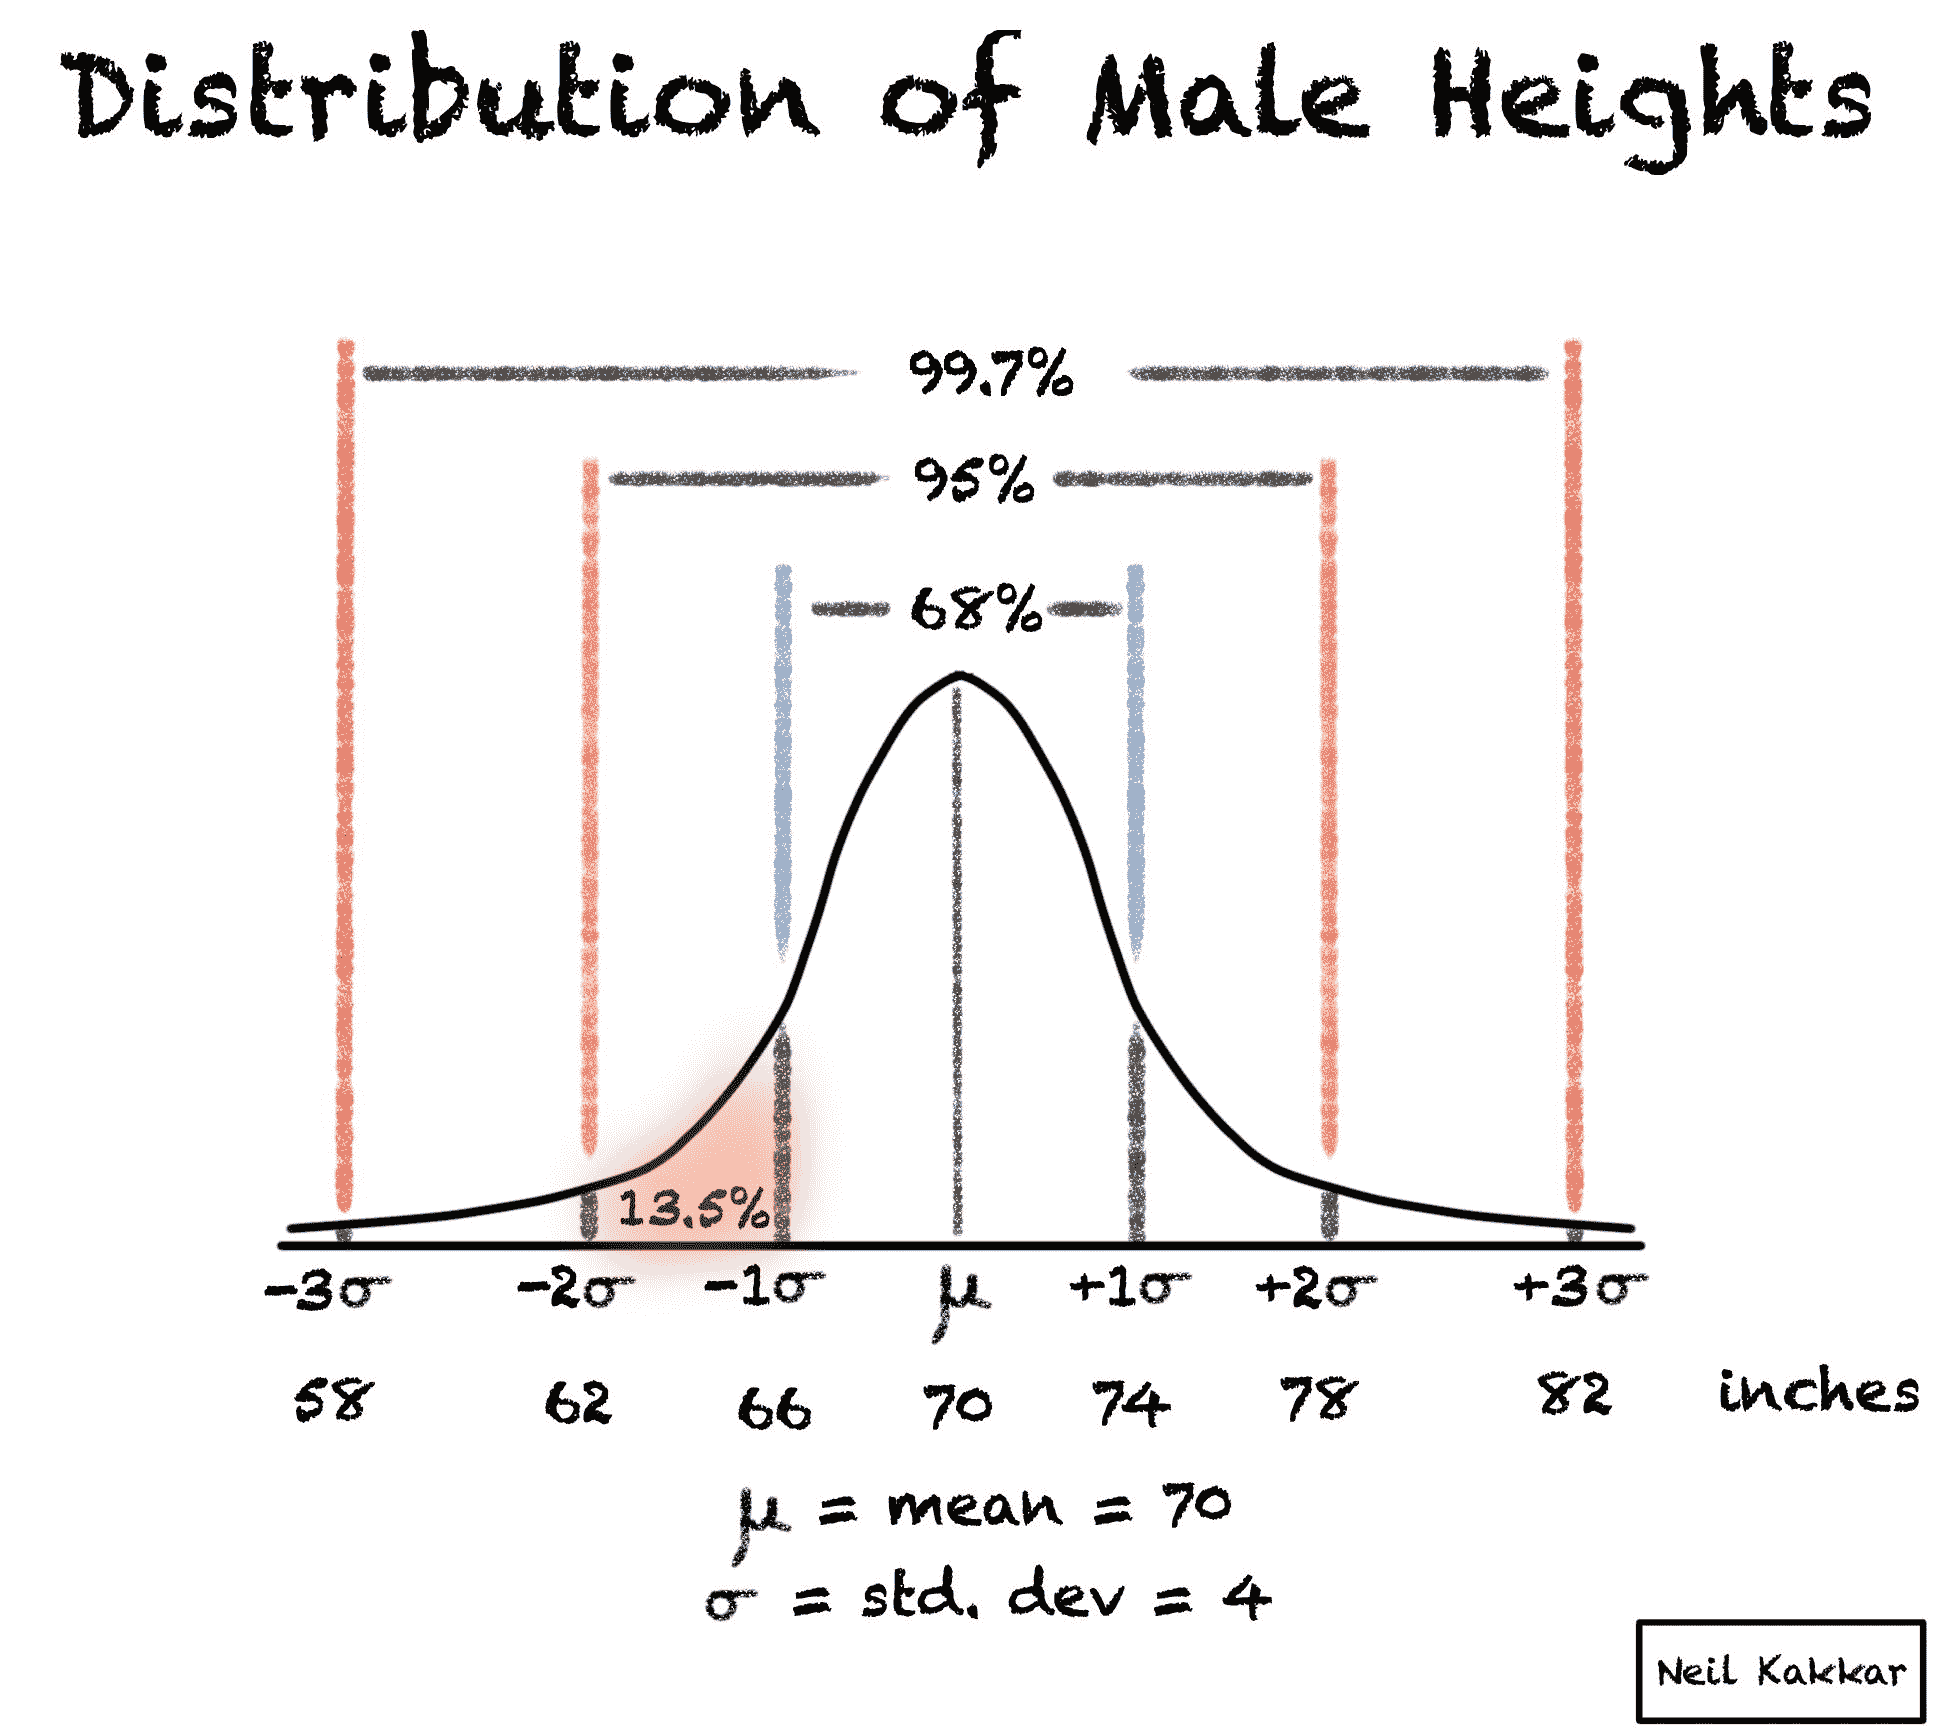 Distribution of Male Heights
99.7%
95%
68%
13.5%
-3σ -2σ -1σ μ +1σ +2σ +3σ
58 62 66 70 74 78 82 inches
μ = mean = 70
σ = std. dev = 4
Neil Kakkar